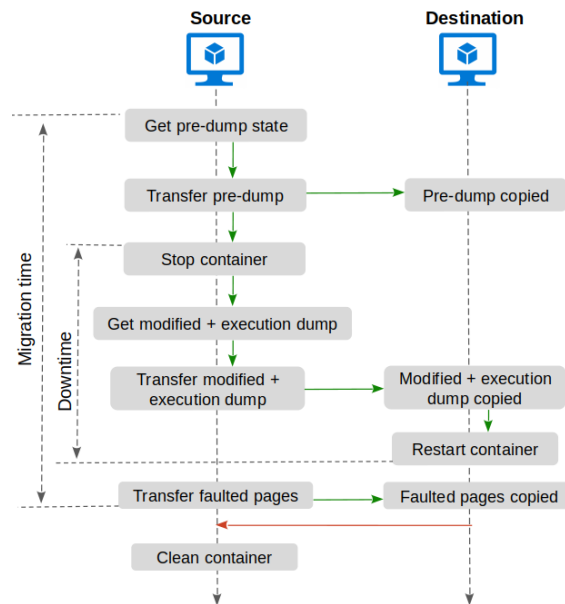 Source
Destination
Get pre-dump state
Transfer pre-dump
Pre-dump copied
Stop container
Get modified + execution dump
Transfer modified +
execution dump
Modified + execution
dump copied
Restart container
Transfer faulted pages
Faulted pages copied
Clean container
Migration time
Downtime